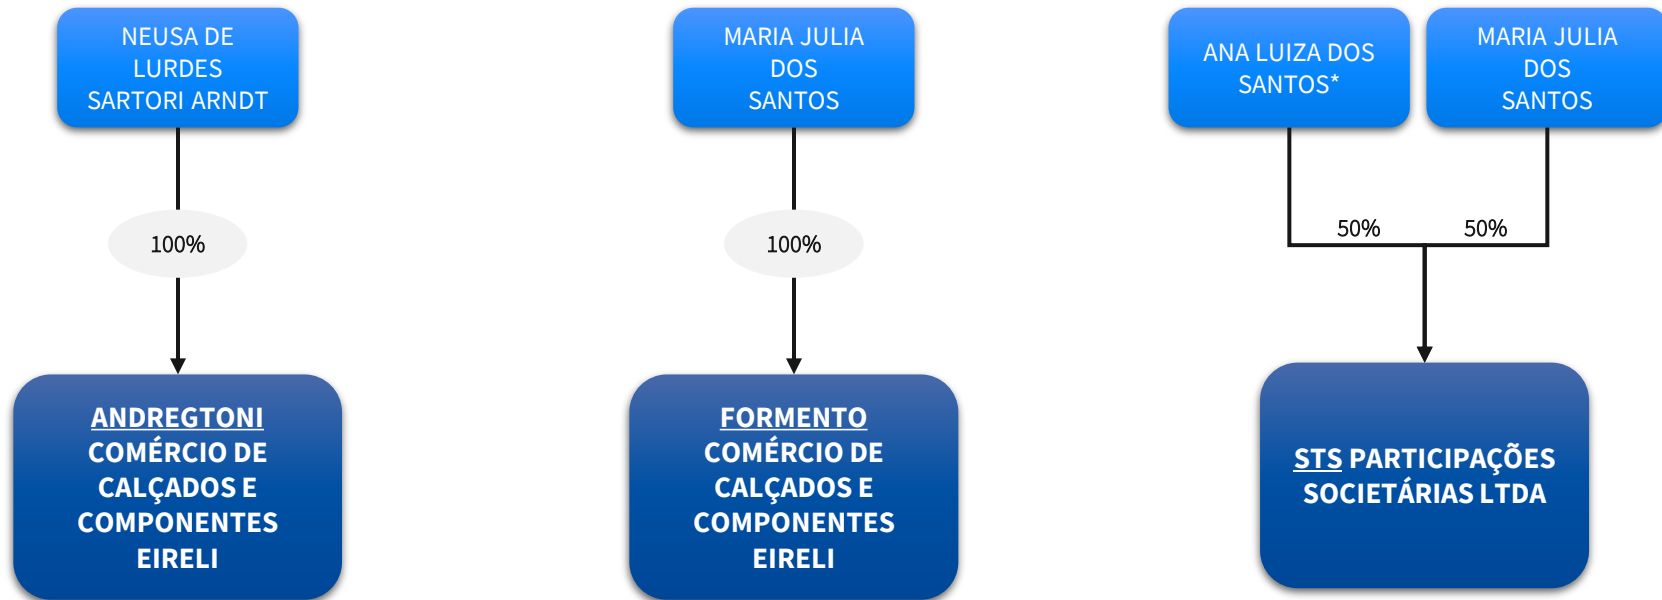 NEUSA DE
LURDES
SARTORI ARNDT
100%
ANDREGTONI
COMÉRCIO DE
CALÇADOS E
COMPONENTES
EIRELI
MARIA JULIA
DOS
SANTOS
100%
FORMENTO
COMÉRCIO DE
CALÇADOS E
COMPONENTES
EIRELI
ANA LUIZA DOS
SANTOS*
MARIA JULIA
DOS
SANTOS
50%
50%
STS PARTICIPAÇÕES
SOCIETÁRIAS LTDA